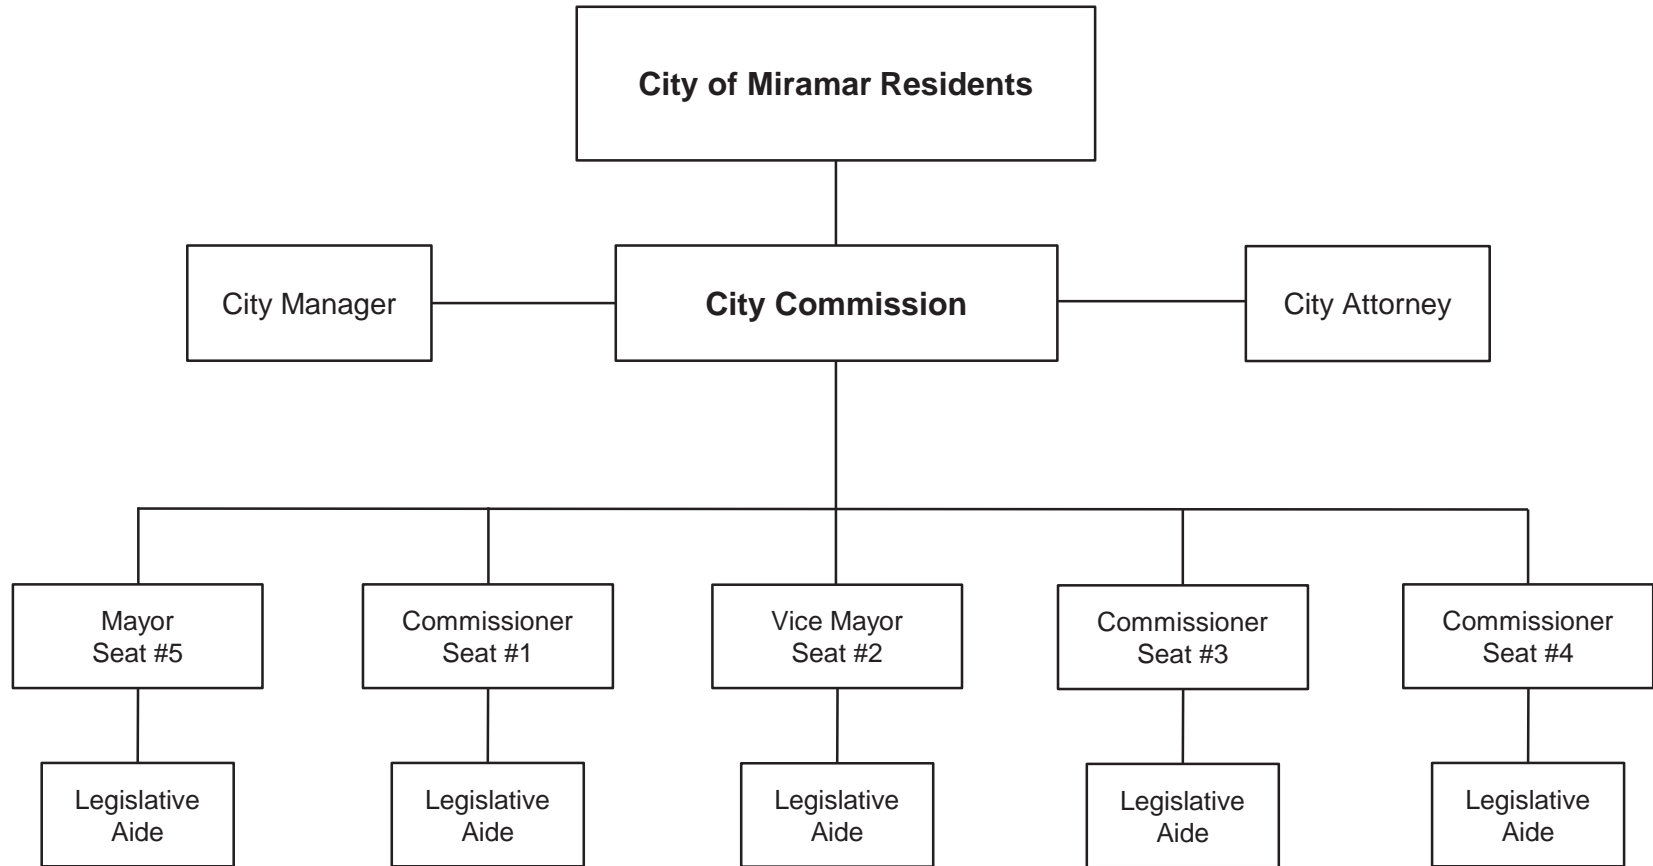 City of Miramar Residents
City Manager
City Commission
City Attorney
Mayor
Seat #5
Commissioner
Seat #1
Vice Mayor
Seat #2
Commissioner
Seat #3
Commissioner
Seat #4
Legislative
Aide
Legislative
Aide
Legislative
Aide
Legislative
Aide
Legislative
Aide